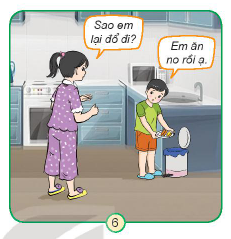 Sao em
lại đổ đi?
Em ăn
no rồi ạ.
6